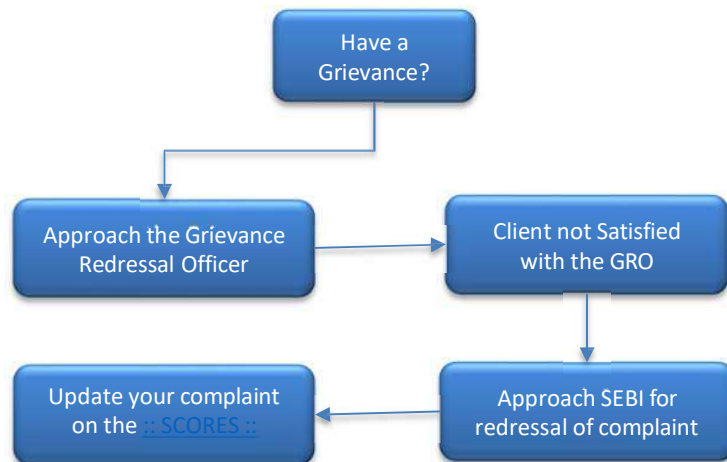 Have a
Grievance?
Approach the Grievance
Redressal Officer
Client not Satisfied
with the GRO
Approach SEBI for
redressal of complaint
Update your complaint
on the :: SCORES ::